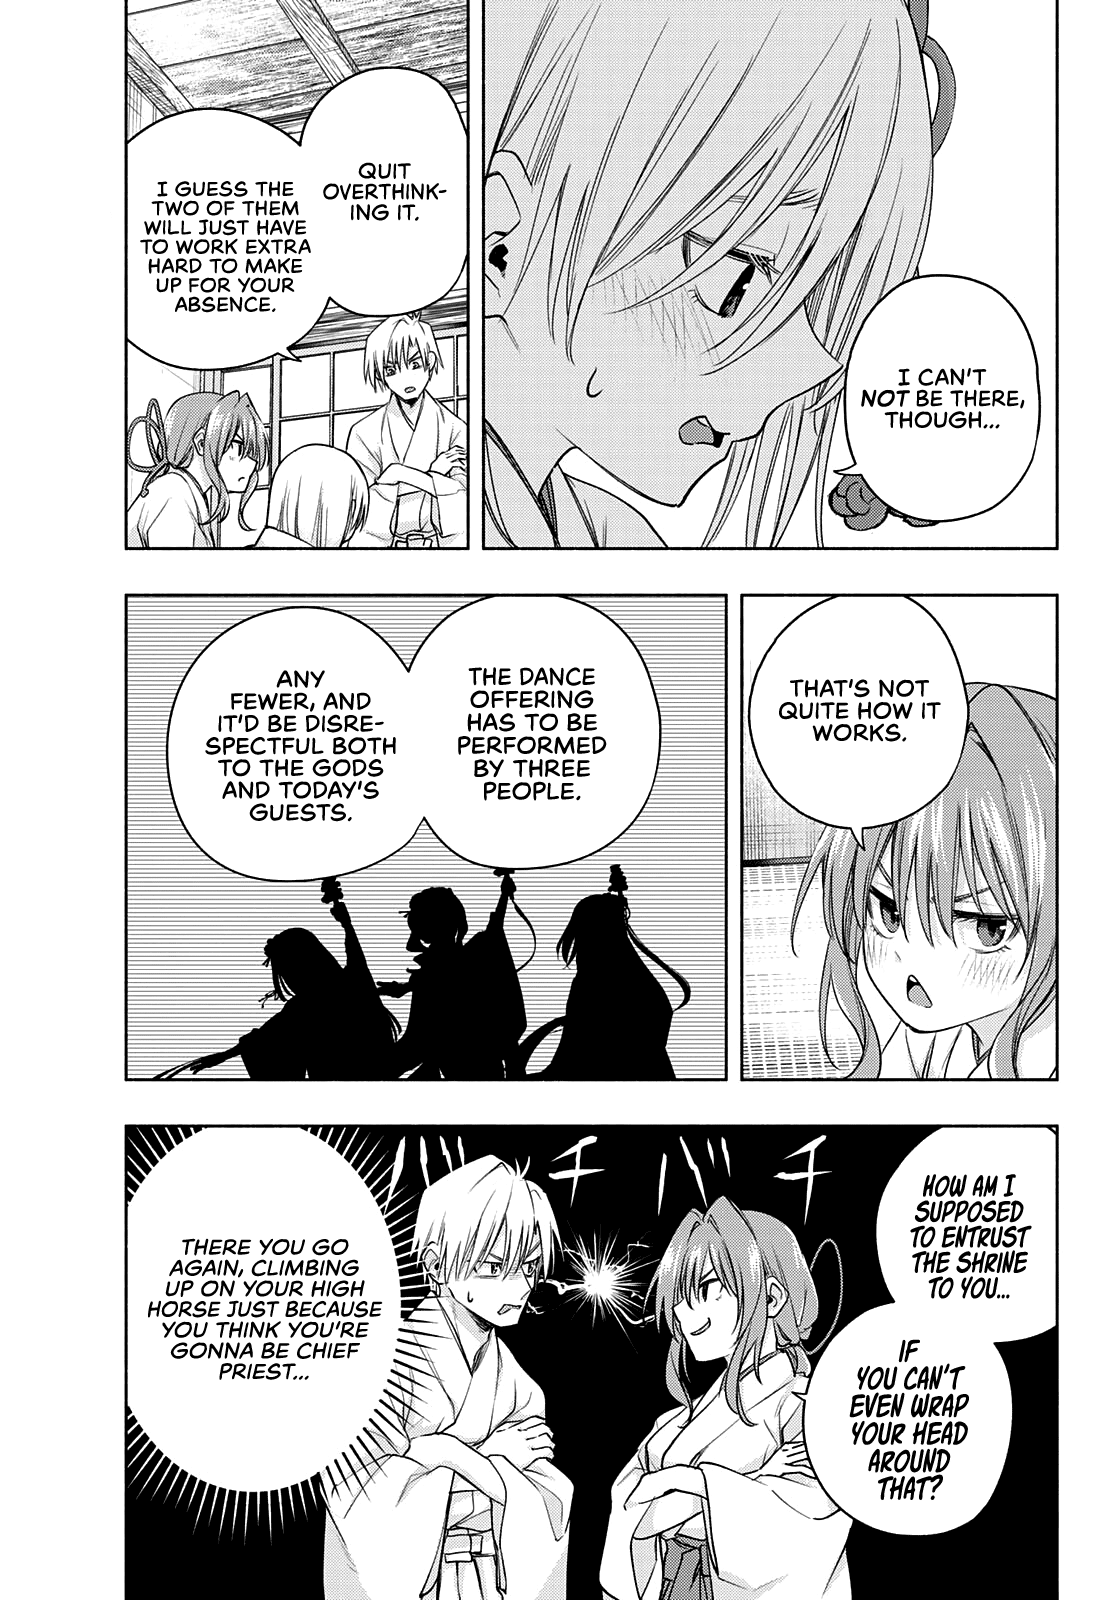 I CAN'T
NOT BE THERE,
THOUGH...
QUIT
OVERTHINK-
ING IT.
I GUESS THE
TWO OF THEM
WILL JUST HAVE
TO WORK EXTRA
HARD TO MAKE
UP FOR YOUR
ABSENCE.
THAT'S NOT
QUITE HOW IT
WORKS.
THE DANCE
OFFERING
HAS TO BE
PERFORMED
BY THREE
PEOPLE.
ANY
FEWER, AND
IT'D BE DISRE-
SPECTFUL BOTH
TO THE GODS
AND TODAY'S
GUESTS.
HOW AM I
SUPPOSED
TO ENTRUST
THE SHRINE
TO YOU...
IF
YOU CAN'T
EVEN WRAP
YOUR HEAD
AROUND
THAT?
バチ
バチ
THERE YOU GO
AGAIN, CLIMBING
UP ON YOUR HIGH
HORSE JUST BECAUSE
YOU THINK YOU'RE
GONNA BE CHIEF
PRIEST...